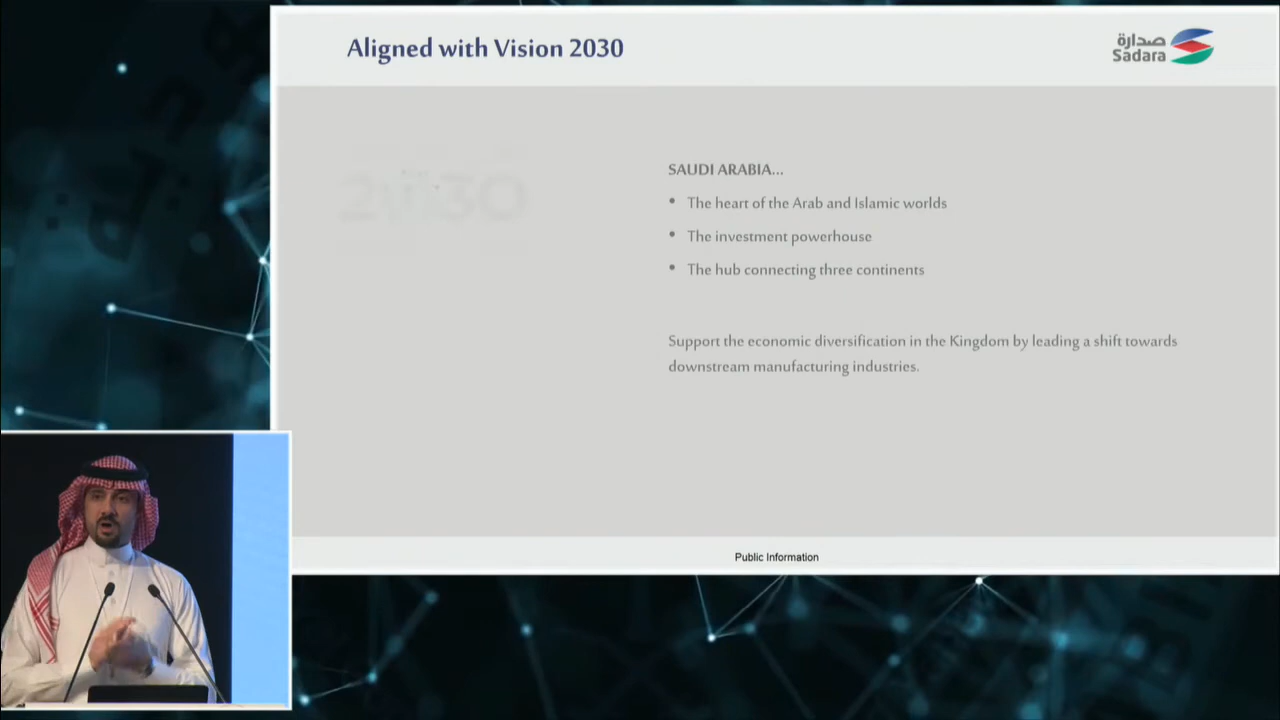 Aligned with Vision 2030
صدارة
Sadara
2030
SAUDI ARABIA...
• The heart of the Arab and Islamic worlds
• The investment powerhouse
• The hub connecting three continents
Support the economic diversification in the Kingdom by leading a shift towards
downstream manufacturing industries.
Public Information